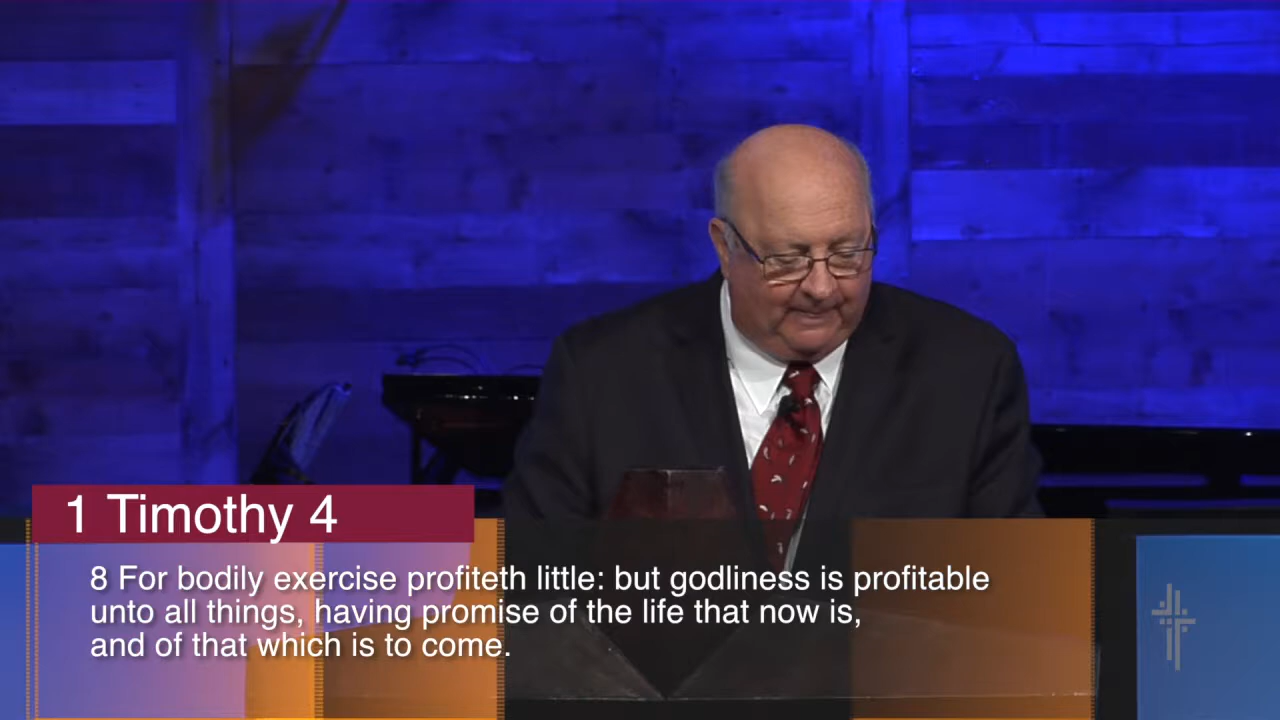 1 Timothy 4
8 For bodily exercise profiteth little: but godliness is profitable
unto all things, having promise of the life that now is,
and of that which is to come.